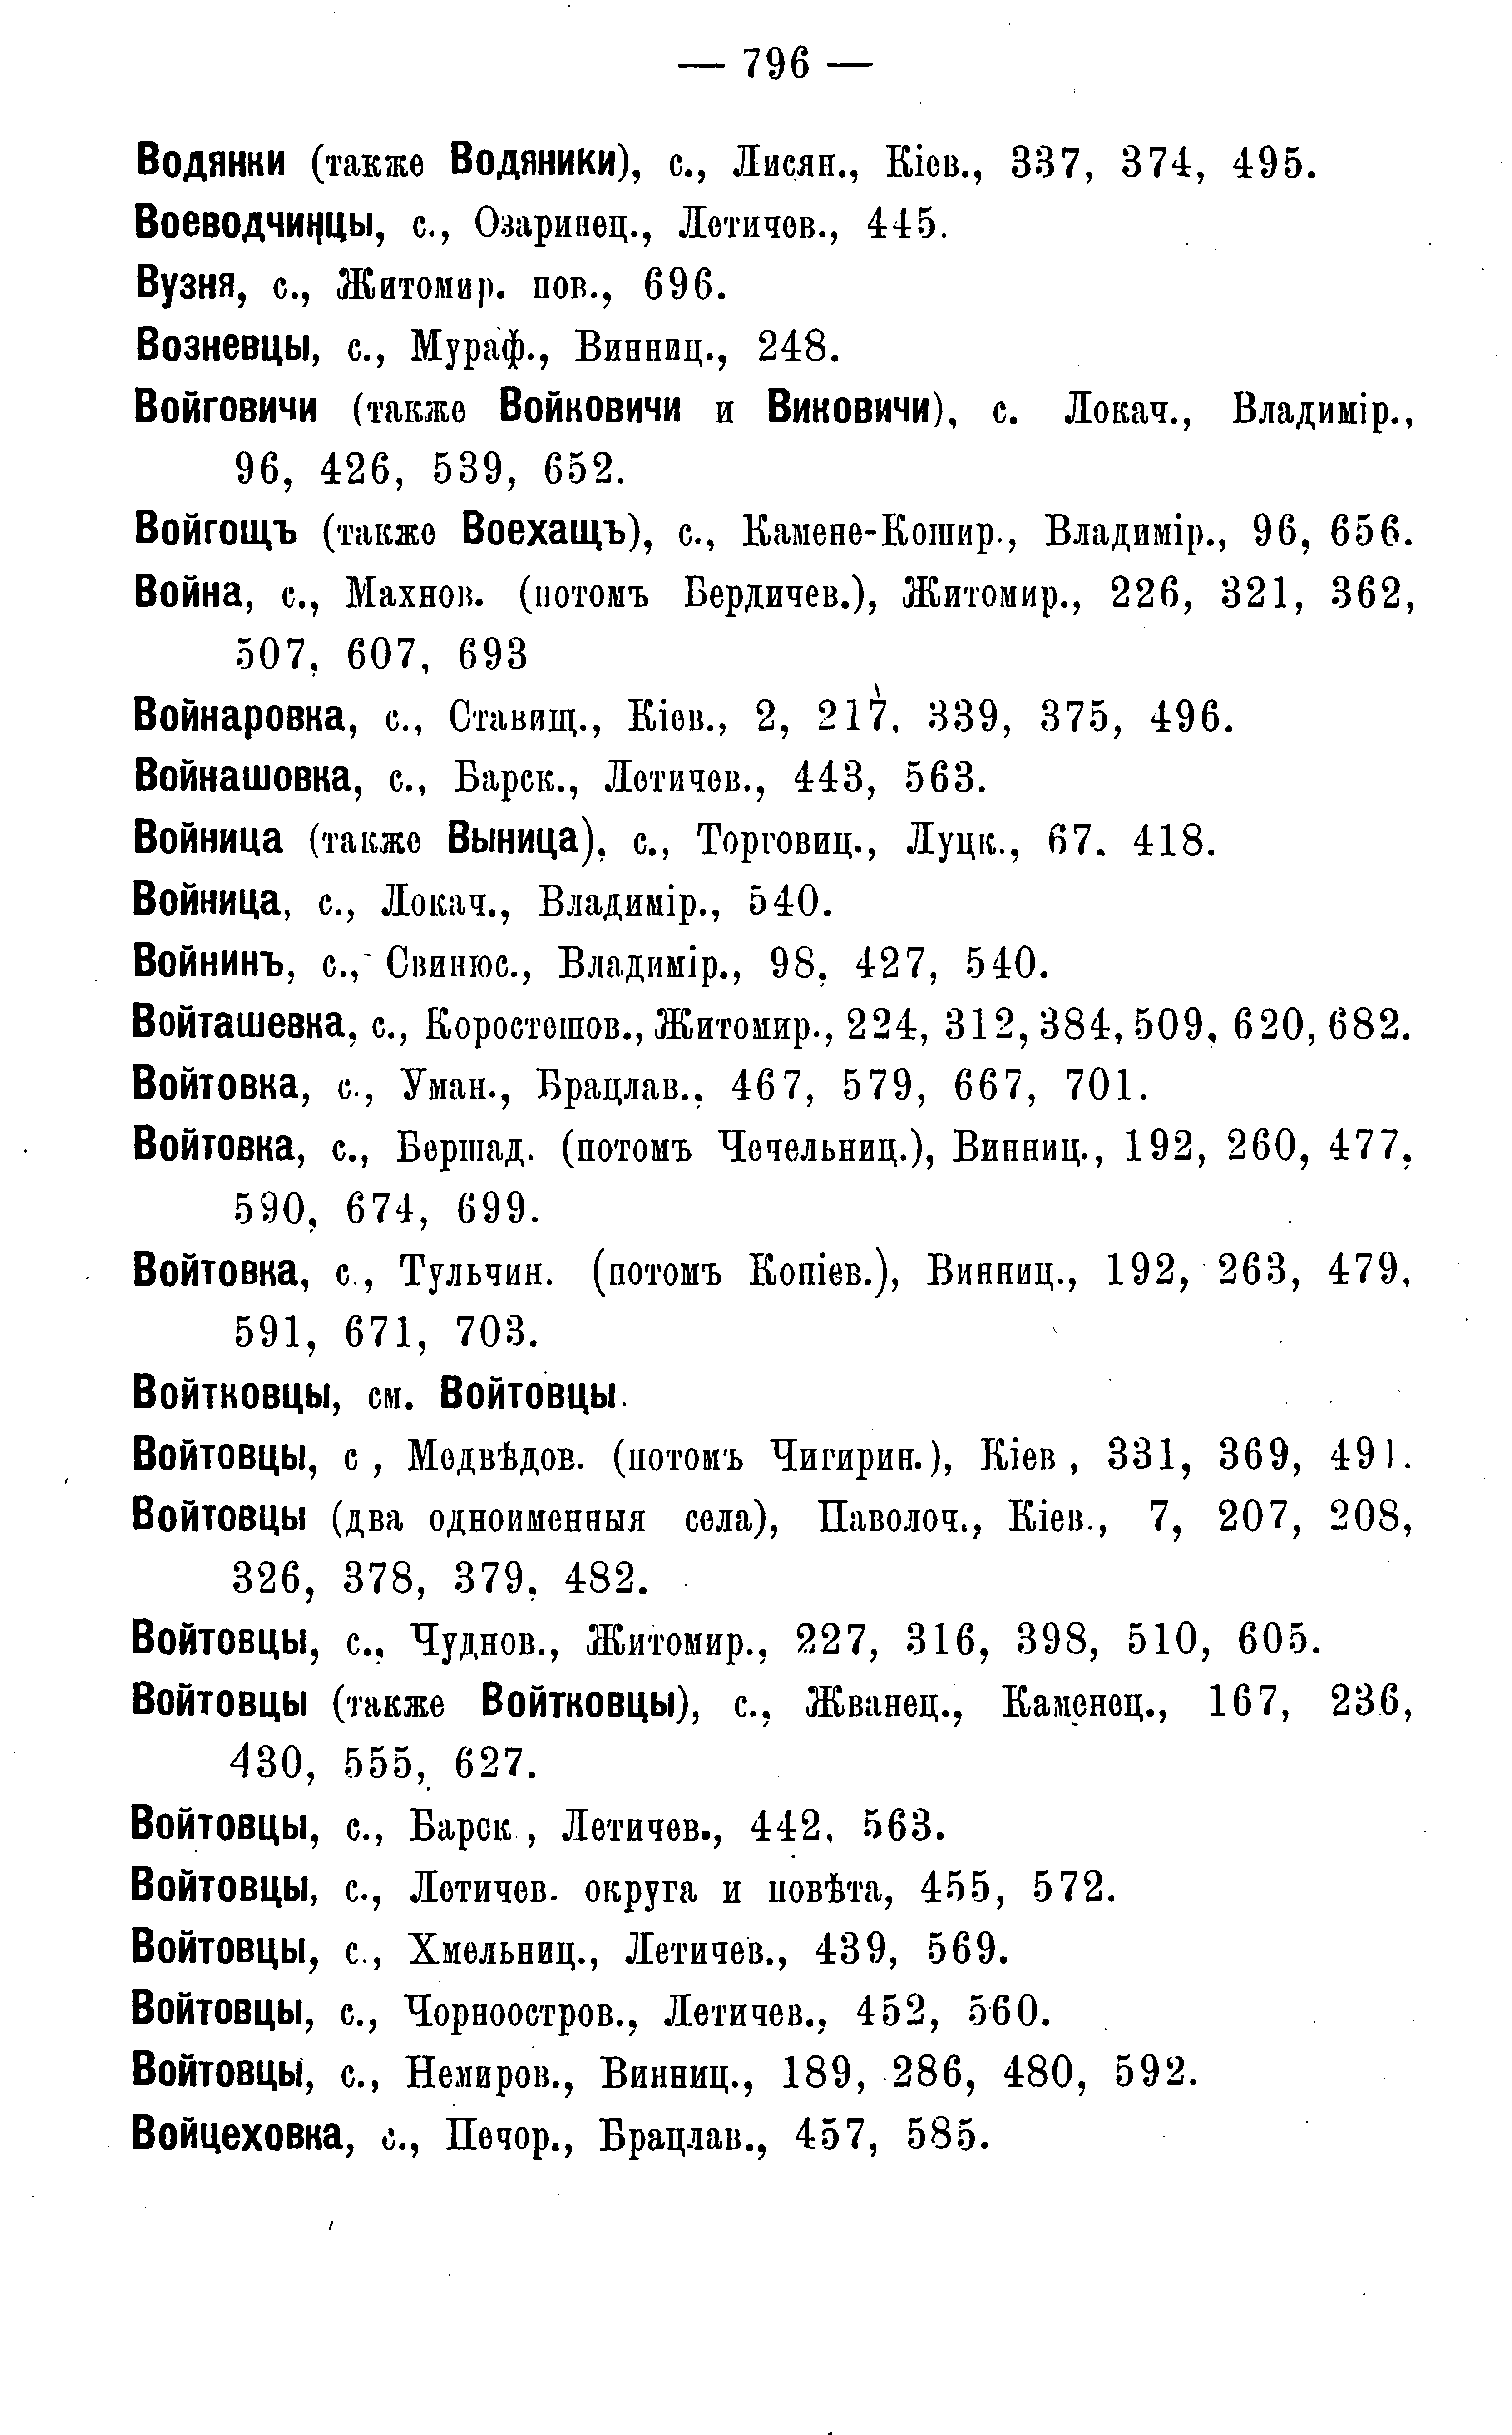 — 796 —
Водянки (также Водяники), с., Лисян., Кіев., 337, 374, 495.
Воеводчинцы, с., Озаринец., Летичев., 445.
Вузня, с., Житомир. пов., 696.
Возневцы, с., Мураф., Винниц., 248.
Войговичи (также Войковичи и Виковичи), с. Локач., Владимір.,
96, 426, 539, 652.
Войгощъ (также Воехащъ), с., Камене-Кошир., Владимір., 96, 656.
Война, с., Махнов. (потомъ Бердичев.), Житомир., 226, 321, 362,
507, 607, 693
Войнаровка, с., Ставищ., Кіев., 2, 217, 339, 375, 496.
Войнашовка, с., Барск., Летичев., 443, 563.
Войница (также Выница), с., Торговиц., Луцк., 67. 418.
Войница, с., Локач., Владимір., 540.
Войнинъ, с., Свинюс., Владимір., 98, 427, 540.
Войташевка, с., Коростешов., Житомир., 224, 312, 384, 509, 620, 682.
Войтовка, с., Уман., Брацлав., 467, 579, 667, 701.
Войтовка, с., Бершад. (потомъ Чечельниц.), Винниц., 192, 260, 477,
590, 674, 699.
Войтовка, с., Тульчин. (потомъ Копіев.), Винниц., 192, 263, 479,
591, 671, 703.
Войтковцы, см. Войтовцы.
Войтовцы, с , Медвѣдов. (потомъ Чигирин.), Кіев , 331, 369, 491.
Войтовцы (два одноименныя села), Паволоч., Кіев., 7, 207, 208,
326, 378, 379, 482.
Войтовцы, с., Чуднов., Житомир., 227, 316, 398, 510, 605.
Войтовцы (также Войтковцы), с., Жванец., Каменец., 167, 236,
430, 555, 627.
Войтовцы, с., Барск , Летичев., 442, 563.
Войтовцы, с., Летичев. округа и повѣта, 455, 572.
Войтовцы, с., Хмельниц., Летичев., 439, 569.
Войтовцы, с., Чорноостров., Летичев., 452, 560.
Войтовцы, с., Немиров., Винниц., 189, 286, 480, 592.
Войцеховка, с., Печор., Брацлав., 457, 585.